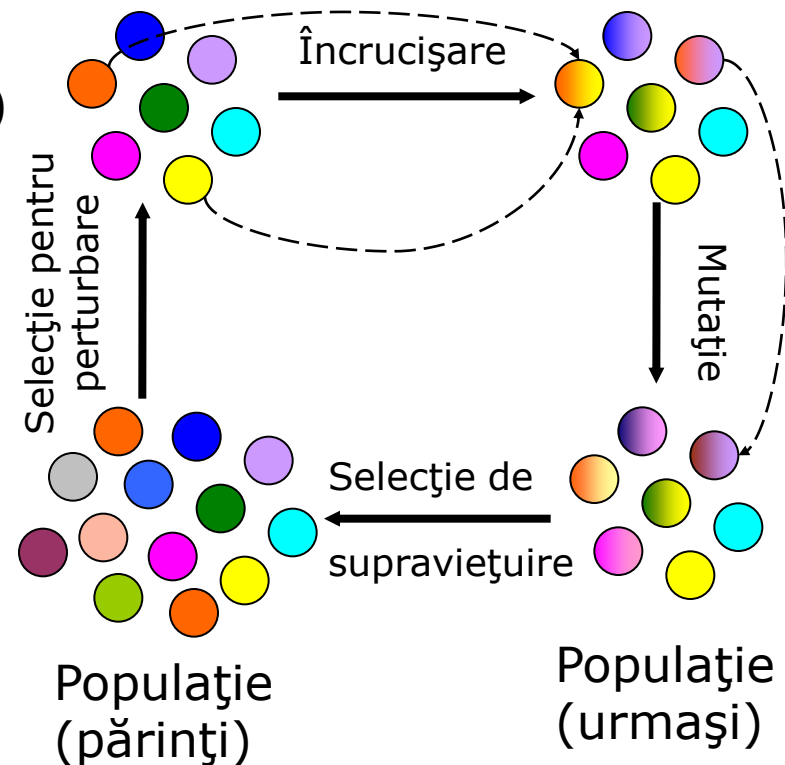 )
Încrucişare
Selecţie pentru
perturbare
Mutaţie
Selecţie de
supravieţuire
Populaţie
(părinţi)
Populaţie
(urmaşi)